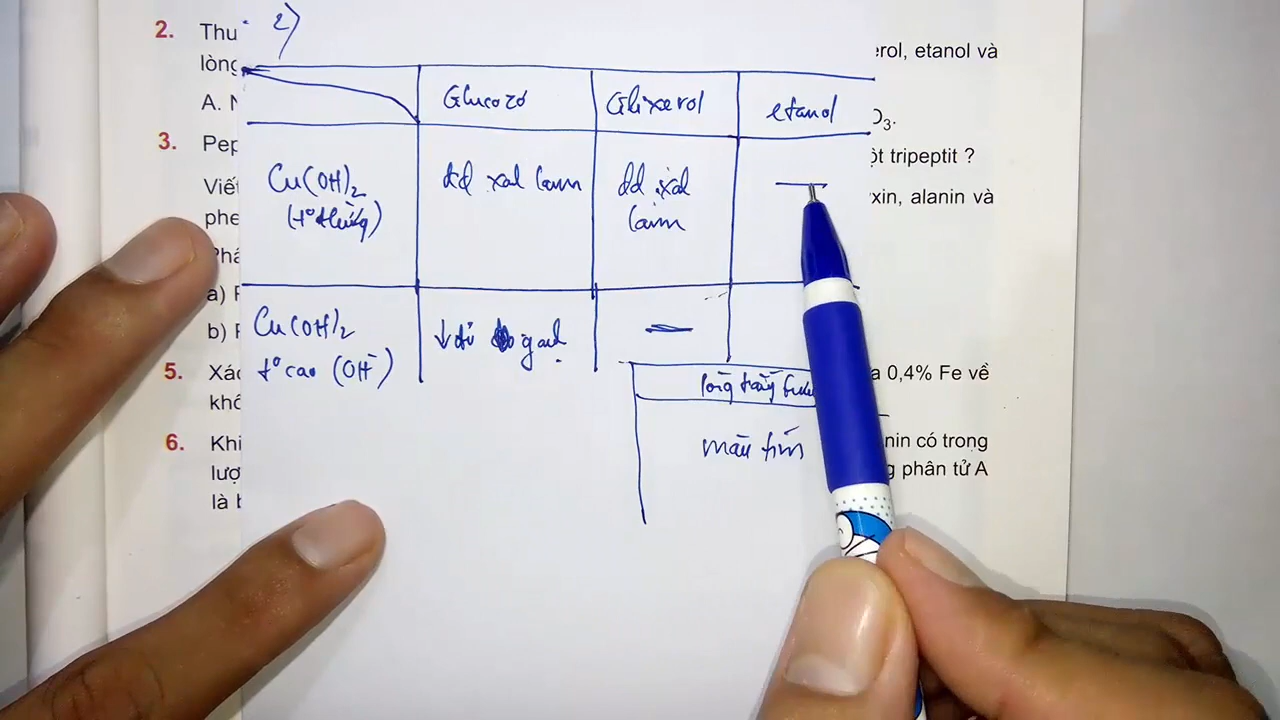 2. Thu
2)
erol, etanol và
lòng
A. N
O₃.
Glucozơ
Glixerol
etanol
3. Pep
ột tripeptit ?
Viết
xin, alanin và
phe
Cu(OH)₂
(t° thường)
dd xanh lam
dd xanh
lam
—
Phá
a) P
b) P
Cu(OH)₂
t° cao (OH⁻)
↓ đỏ gạch
—
5. Xác
a 0,4% Fe về
khố
lòng trắng
màu tím
6. Khi
nin có trong
lượ
g phân tử A
là b